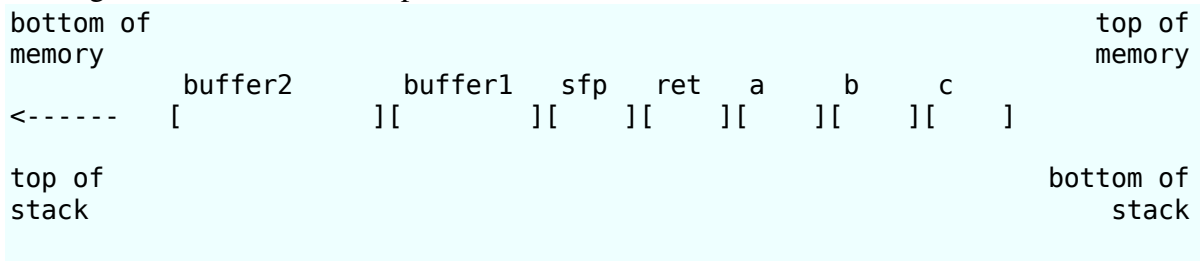 bottom of top of
memory memory
buffer2 buffer1 sfp ret a b c
<------ [ ][ ][ ][ ][ ][ ][ ]
top of bottom of
stack stack